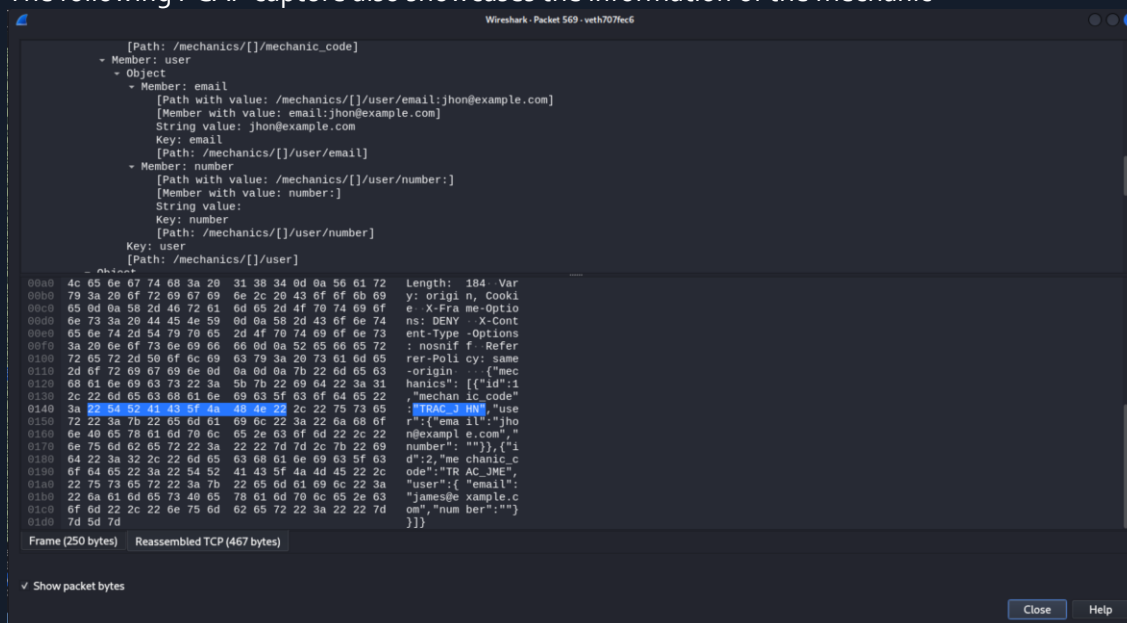 The following PCAP capture also showcases the information of the mechanic
Wireshark · Packet 569 · veth707fec6
[Path: /mechanics/[]/mechanic_code]
Member: user
Object
Member: email
[Path with value: /mechanics/[]/user/email:jhon@example.com]
[Member with value: email:jhon@example.com]
String value: jhon@example.com
Key: email
[Path: /mechanics/[]/user/email]
Member: number
[Path with value: /mechanics/[]/user/number:]
[Member with value: number:]
String value:
Key: number
[Path: /mechanics/[]/user/number]
Key: user
[Path: /mechanics/[]/user]
Object
00a0 4c 65 6e 67 74 68 3a 20 31 38 34 0d 0a 56 61 72 Length: 184··Var
00b0 79 3a 20 6f 72 69 67 69 6e 2c 20 43 6f 6f 6b 69 y: origi n, Cooki
00c0 65 0d 0a 58 2d 46 72 61 6d 65 2d 4f 70 74 69 6f e··X-Fra me-Optio
00d0 6e 73 3a 20 44 45 4e 59 0d 0a 58 2d 43 6f 6e 74 ns: DENY ··X-Cont
00e0 65 6e 74 2d 54 79 70 65 2d 4f 70 74 69 6f 6e 73 ent-Type -Options
00f0 3a 20 6e 6f 73 6e 69 66 66 0d 0a 52 65 66 65 72 : nosnif f··Refer
0100 72 65 72 2d 50 6f 6c 69 63 79 3a 20 73 61 6d 65 rer-Poli cy: same
0110 2d 6f 72 69 67 69 6e 0d 0a 0d 0a 7b 22 6d 65 63 -origin· ···{"mec
0120 68 61 6e 69 63 73 22 3a 5b 7b 22 69 64 22 3a 31 hanics": [{"id":1
0130 2c 22 6d 65 63 68 61 6e 69 63 5f 63 6f 64 65 22 ,"mechan ic_code"
0140 3a 22 54 52 41 43 5f 4a 48 4e 22 2c 22 75 73 65 :"TRAC_J HN","use
0150 72 22 3a 7b 22 65 6d 61 69 6c 22 3a 22 6a 68 6f r":{"ema il":"jho
0160 6e 40 65 78 61 6d 70 6c 65 2e 63 6f 6d 22 2c 22 n@exampl e.com","
0170 6e 75 6d 62 65 72 22 3a 22 22 7d 7d 2c 7b 22 69 number": ""}},{"i
0180 64 22 3a 32 2c 22 6d 65 63 68 61 6e 69 63 5f 63 d":2,"me chanic_c
0190 6f 64 65 22 3a 22 54 52 41 43 5f 4a 4d 45 22 2c ode":"TR AC_JME",
01a0 22 75 73 65 72 22 3a 7b 22 65 6d 61 69 6c 22 3a "user":{ "email":
01b0 22 6a 61 6d 65 73 40 65 78 61 6d 70 6c 65 2e 63 "james@e xample.c
01c0 6f 6d 22 2c 22 6e 75 6d 62 65 72 22 3a 22 22 7d om","num ber":""}
01d0 7d 5d 7d }]}
Frame (250 bytes) Reassembled TCP (467 bytes)
Show packet bytes
Close Help